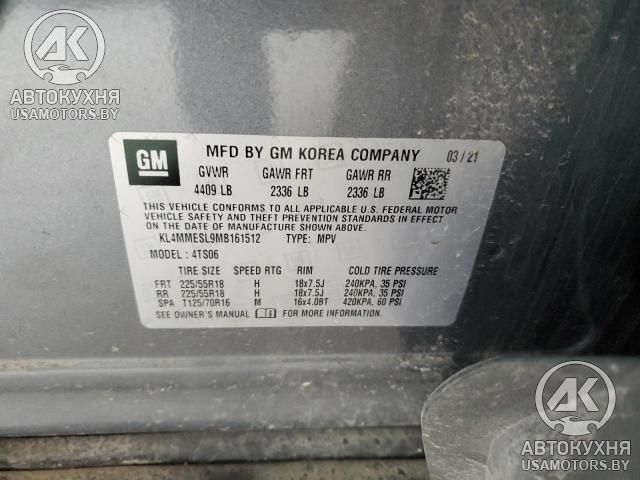 AK
АВТОКУХНЯ
USAMOTORS.BY
GM
MFD BY GM KOREA COMPANY 03/21
GVWR GAWR FRT GAWR RR
4409 LB 2336 LB 2336 LB
THIS VEHICLE CONFORMS TO ALL APPLICABLE U.S. FEDERAL MOTOR
VEHICLE SAFETY AND THEFT PREVENTION STANDARDS IN EFFECT
ON THE DATE OF MANUFACTURE SHOWN ABOVE.
KL4MMESL9MB161512 TYPE: MPV
MODEL: 4TS06
TIRE SIZE SPEED RTG RIM COLD TIRE PRESSURE
FRT 225/55R18 H 18x7.5J 240KPA, 35 PSI
RR 225/55R18 H 18x7.5J 240KPA, 35 PSI
SPA T125/70R16 M 16x4.0BT 420KPA, 60 PSI
SEE OWNER'S MANUAL FOR MORE INFORMATION.
AK
АВТОКУХНЯ
USAMOTORS.BY